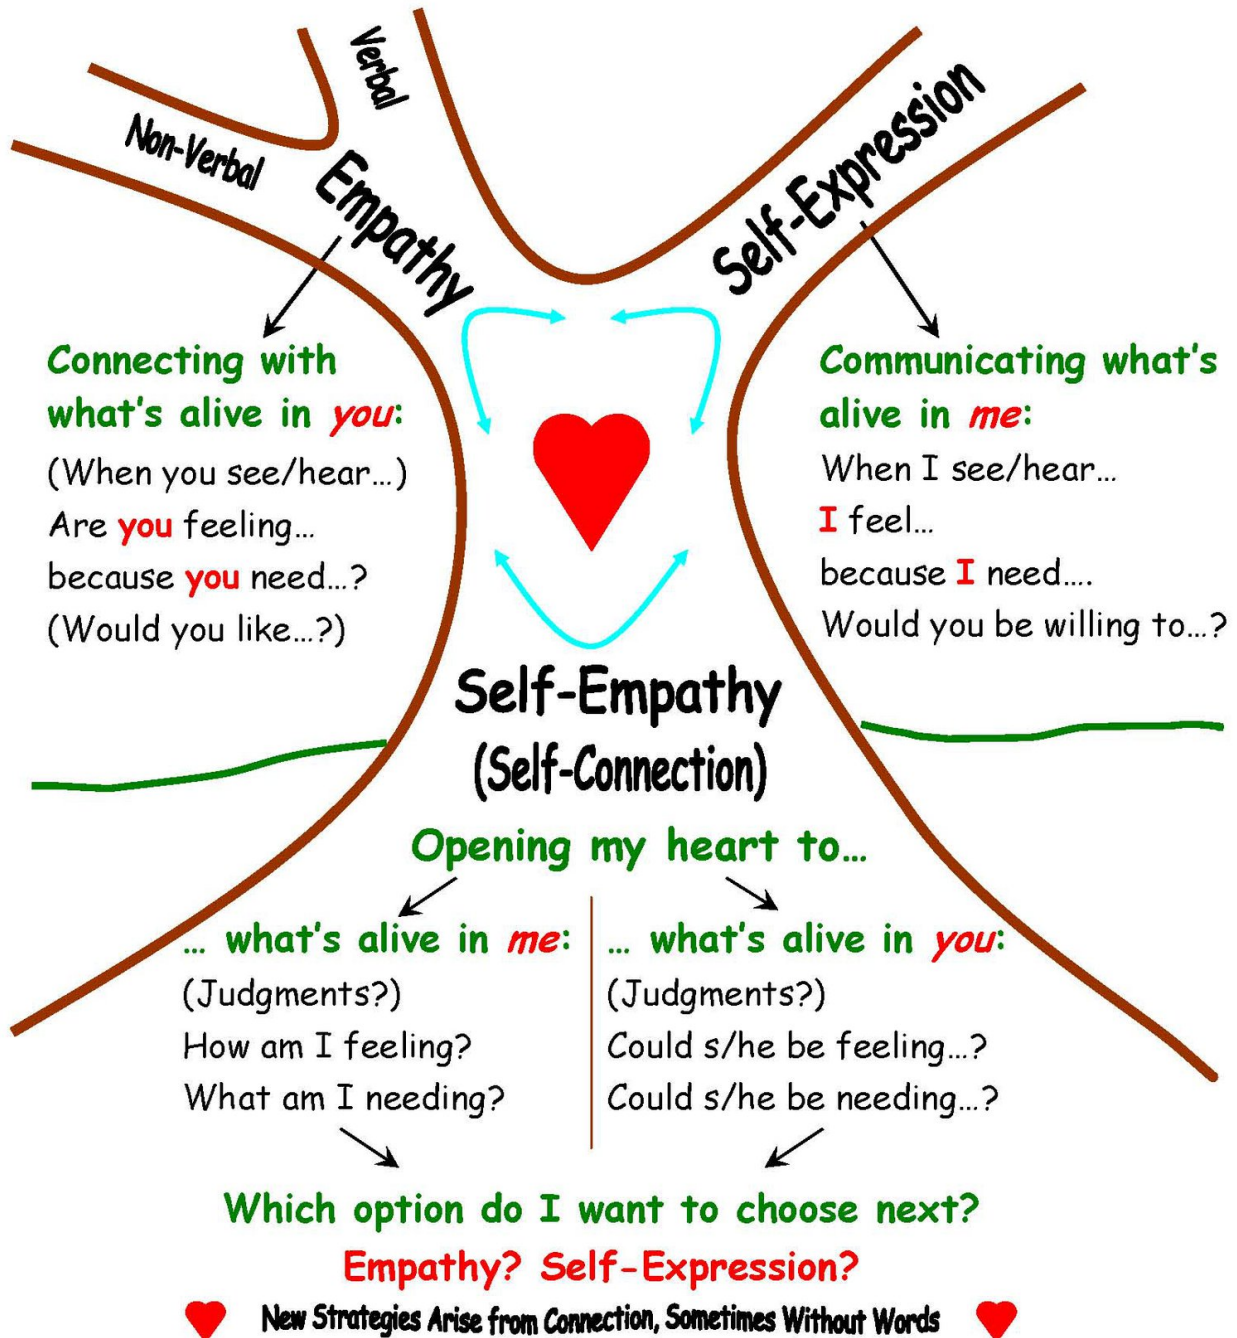 Non-Verbal
Verbal
Empathy
Self-Expression
Connecting with
what's alive in you:
(When you see/hear...)
Are you feeling...
because you need...?
(Would you like...?)
Communicating what's
alive in me:
When I see/hear...
I feel...
because I need....
Would you be willing to...?
Self-Empathy
(Self-Connection)
Opening my heart to...
... what's alive in me:
(Judgments?)
How am I feeling?
What am I needing?
... what's alive in you:
(Judgments?)
Could s/he be feeling...?
Could s/he be needing...?
Which option do I want to choose next?
Empathy? Self-Expression?
New Strategies Arise from Connection, Sometimes Without Words